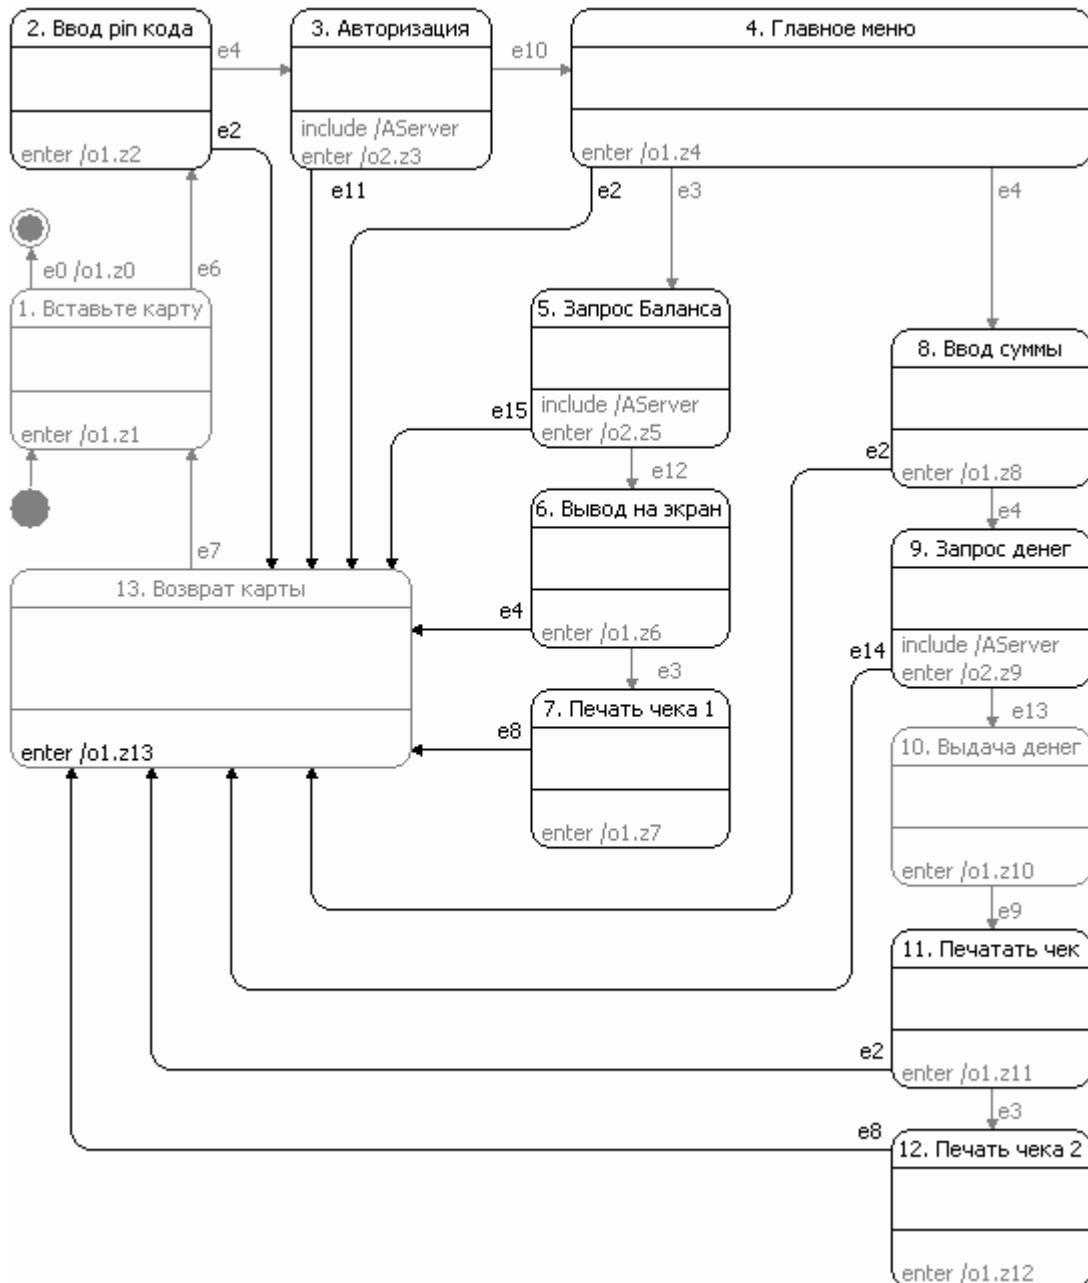 2. Ввод pin кода
enter /o1.z2
e4
e2
3. Авторизация
include /AServer
enter /o2.z3
e10
e11
4. Главное меню
enter /o1.z4
e2
e3
e4
e0 /o1.z0
e6
1. Вставьте карту
enter /o1.z1
5. Запрос Баланса
include /AServer
enter /o2.z5
e15
e12
8. Ввод суммы
enter /o1.z8
e2
e4
6. Вывод на экран
enter /o1.z6
e4
e3
9. Запрос денег
include /AServer
enter /o2.z9
e14
e13
e7
13. Возврат карты
enter /o1.z13
7. Печать чека 1
enter /o1.z7
e8
10. Выдача денег
enter /o1.z10
e9
11. Печатать чек
enter /o1.z11
e2
e3
12. Печать чека 2
enter /o1.z12
e8